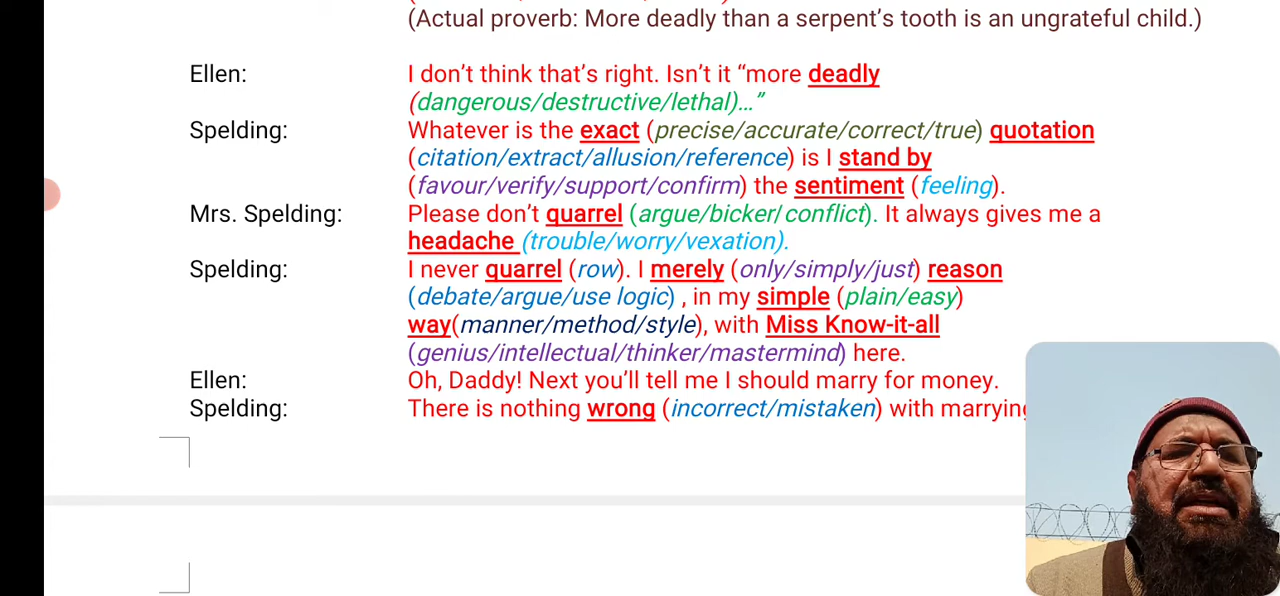 (Actual proverb: More deadly than a serpent’s tooth is an ungrateful child.)
Ellen: I don’t think that’s right. Isn’t it “more deadly
(dangerous/destructive/lethal)…”
Spelding: Whatever is the exact (precise/accurate/correct/true) quotation
(citation/extract/allusion/reference) is I stand by
(favour/verify/support/confirm) the sentiment (feeling).
Mrs. Spelding: Please don’t quarrel (argue/bicker/conflict). It always gives me a
headache (trouble/worry/vexation).
Spelding: I never quarrel (row). I merely (only/simply/just) reason
(debate/argue/use logic) , in my simple (plain/easy)
way(manner/method/style), with Miss Know-it-all
(genius/intellectual/thinker/mastermind) here.
Ellen: Oh, Daddy! Next you’ll tell me I should marry for money.
Spelding: There is nothing wrong (incorrect/mistaken) with marrying